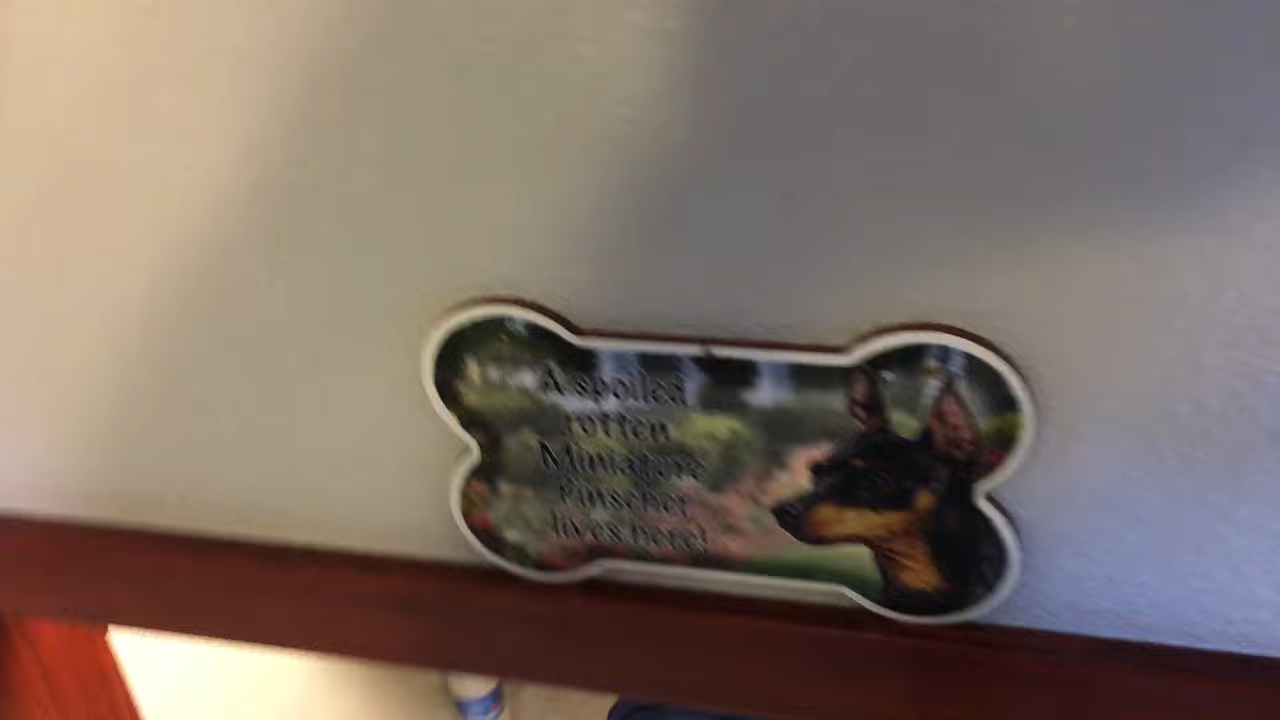 A spoiled
rotten
Miniature
Pinscher
lives here!